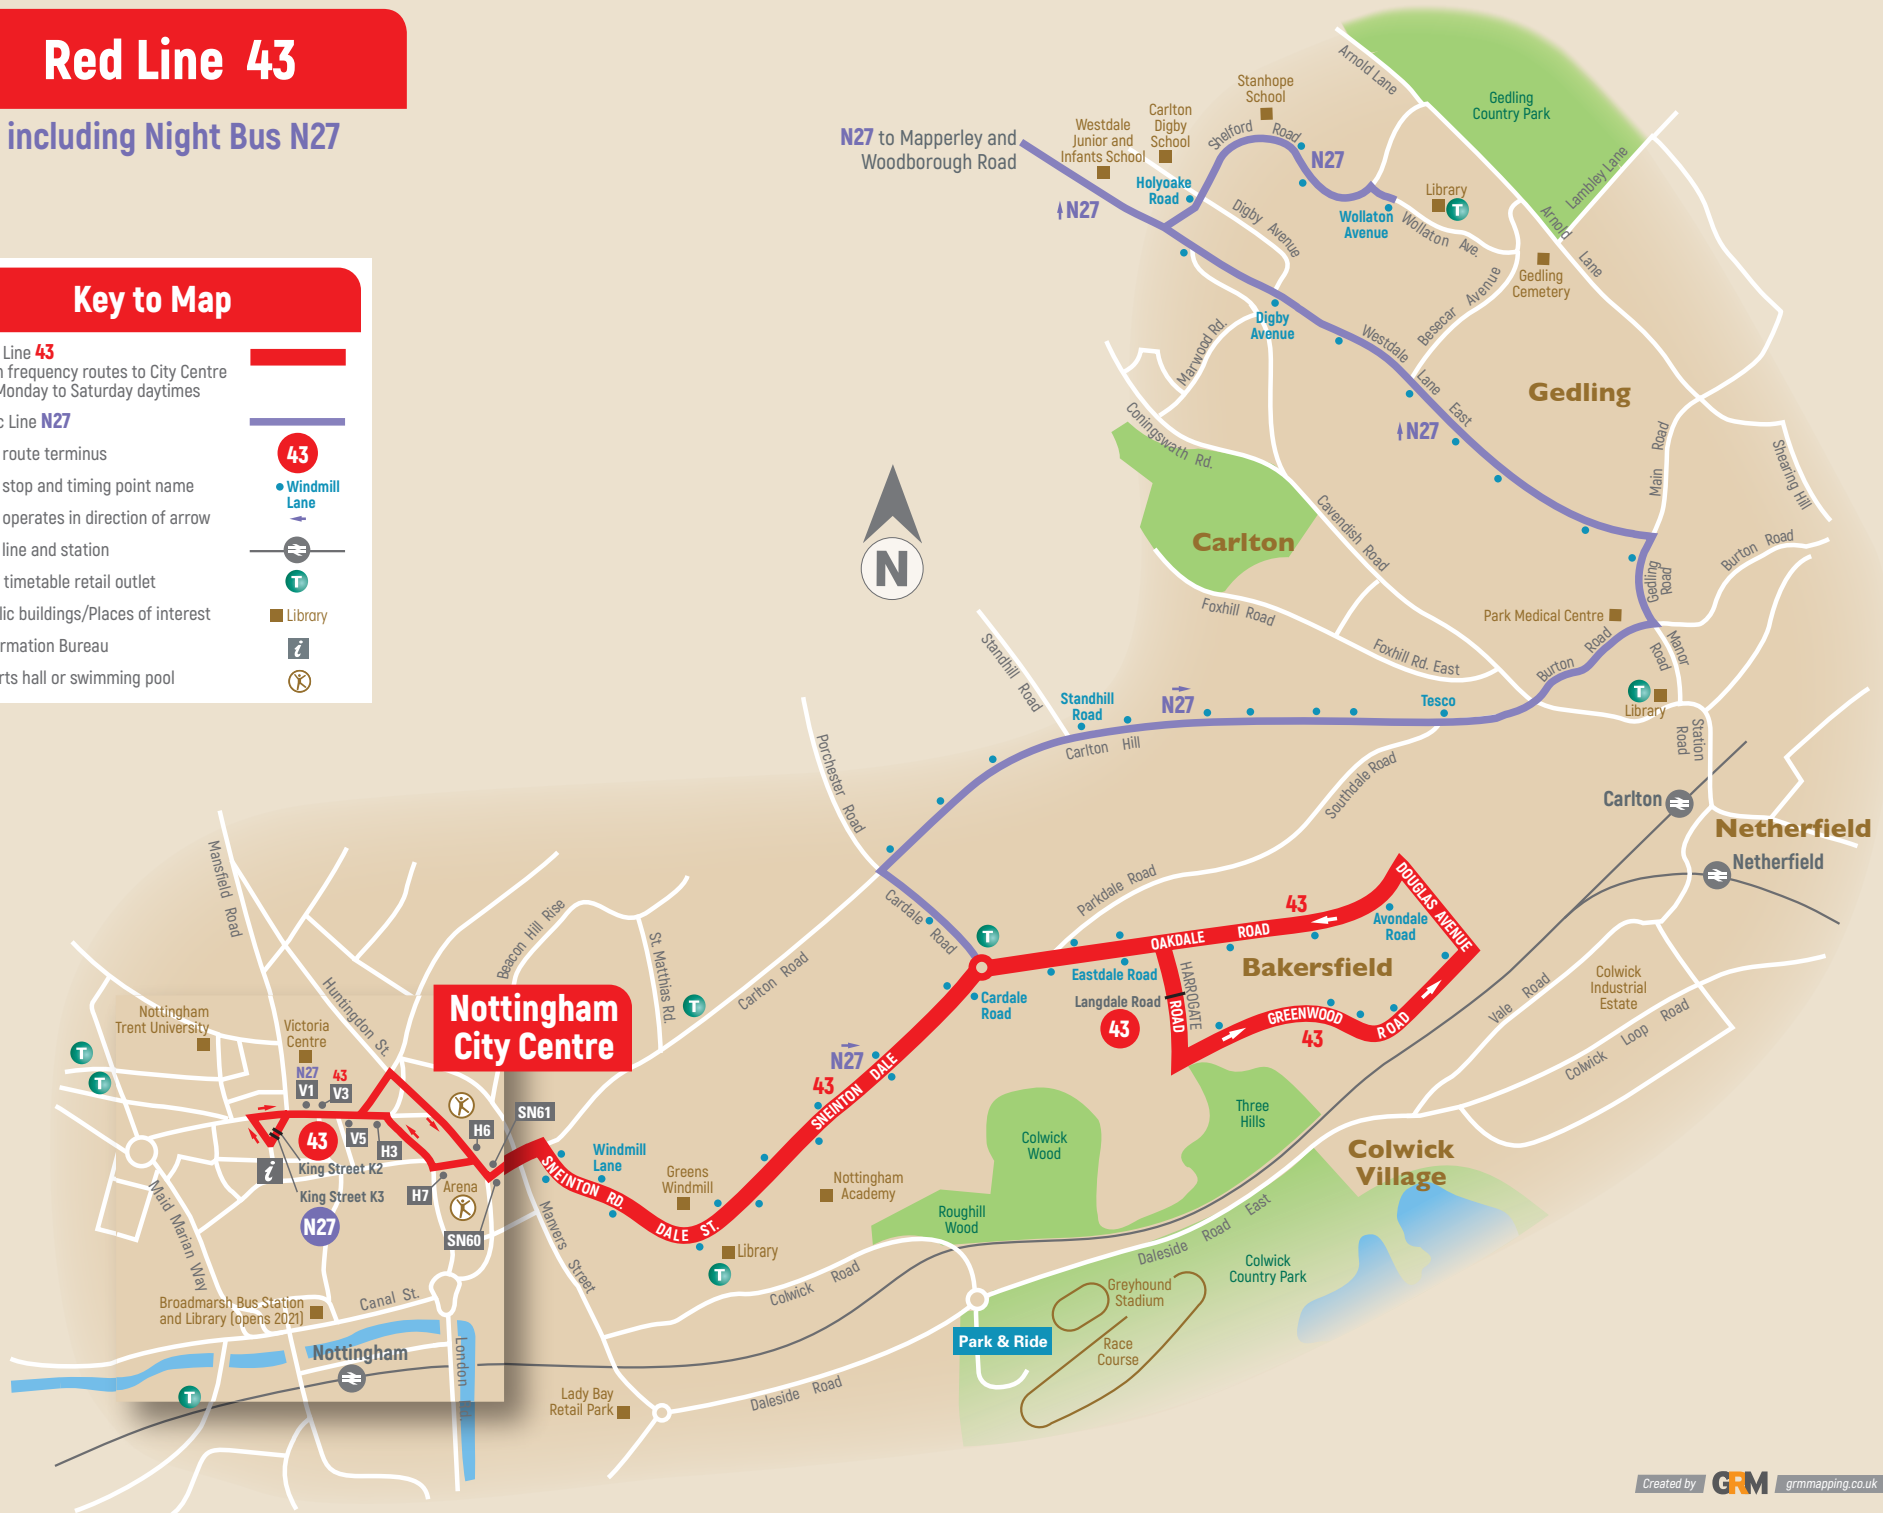 Red Line 43
including Night Bus N27
Key to Map
Line 43
frequency routes to City Centre
Monday to Saturday daytimes
Line N27
route terminus
43
stop and timing point name
Windmill
Lane
operates in direction of arrow
line and station
timetable retail outlet
T
lic buildings/Places of interest
Library
rmation Bureau
i
rts hall or swimming pool
N
N27 to Mapperley and
Woodborough Road
N27
Westdale
Junior and
Infants School
Carlton
Digby
School
Stanhope
School
Shelford Road
N27
Holyoake
Road
Digby Avenue
Wollaton
Avenue
Library
T
Wollaton Ave.
Arnold Lane
Gedling
Country Park
Lambley Lane
Arnold Lane
Gedling
Cemetery
Besecar Avenue
Digby
Avenue
Marwood Rd.
Westdale Lane East
Gedling
N27
Coningswath Rd.
Carlton
Cavendish Road
Main Road
Shearing Hill
Burton Road
Gedling
Road
Park Medical Centre
Foxhill Road
Foxhill Rd. East
Burton Road
Manor
Road
T
Library
Station
Road
Standhill Road
Standhill
Road
N27
Tesco
Carlton Hill
Porchester Road
Southdale Road
Carlton
Netherfield
Netherfield
Parkdale Road
Cardale Road
T
Cardale
Road
43
OAKDALE ROAD
DOUGLAS AVENUE
Avondale
Road
Eastdale Road
Bakersfield
Langdale Road
43
HARROGATE
ROAD
GREENWOOD ROAD
43
Vale Road
Colwick
Industrial
Estate
Colwick Loop Road
Mansfield Road
Huntingdon St.
Beacon Hill Rise
St. Matthias Rd.
T
Carlton Road
N27
43
SNEINTON DALE
Nottingham
City Centre
Nottingham
Trent University
Victoria
Centre
N27
V1
43
V3
T
T
43
V5
H3
i
King Street K2
King Street K3
N27
H6
SN61
H7
Arena
SN60
SNEINTON RD.
Windmill
Lane
Greens
Windmill
DALE ST.
Library
T
Nottingham
Academy
Manvers Street
Maid Marian Way
Canal St.
Broadmarsh Bus Station
and Library (opens 2021)
Nottingham
T
London Rd.
Colwick Road
Lady Bay
Retail Park
Daleside Road
Park & Ride
Roughill
Wood
Colwick
Wood
Three
Hills
Colwick
Village
Daleside Road East
Colwick
Country Park
Greyhound
Stadium
Race
Course
Created by
GRM
grmmapping.co.uk